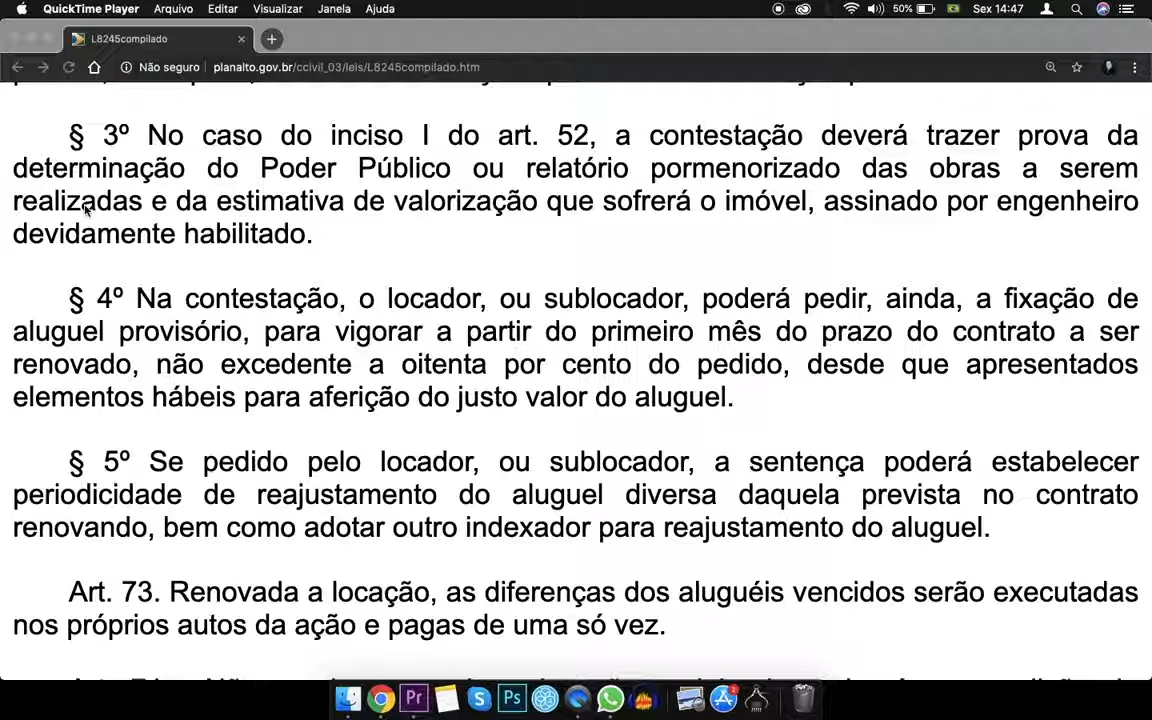 QuickTime Player Arquivo Editar Visualizar Janela Ajuda 50% Sex 14:47
L8245compilado
Não seguro planalto.gov.br/ccivil_03/leis/L8245compilado.htm
§ 3º No caso do inciso I do art. 52, a contestação deverá trazer prova da
determinação do Poder Público ou relatório pormenorizado das obras a serem
realizadas e da estimativa de valorização que sofrerá o imóvel, assinado por engenheiro
devidamente habilitado.
§ 4º Na contestação, o locador, ou sublocador, poderá pedir, ainda, a fixação de
aluguel provisório, para vigorar a partir do primeiro mês do prazo do contrato a ser
renovado, não excedente a oitenta por cento do pedido, desde que apresentados
elementos hábeis para aferição do justo valor do aluguel.
§ 5º Se pedido pelo locador, ou sublocador, a sentença poderá estabelecer
periodicidade de reajustamento do aluguel diversa daquela prevista no contrato
renovando, bem como adotar outro indexador para reajustamento do aluguel.
Art. 73. Renovada a locação, as diferenças dos aluguéis vencidos serão executadas
nos próprios autos da ação e pagas de uma só vez.
Pr Ps